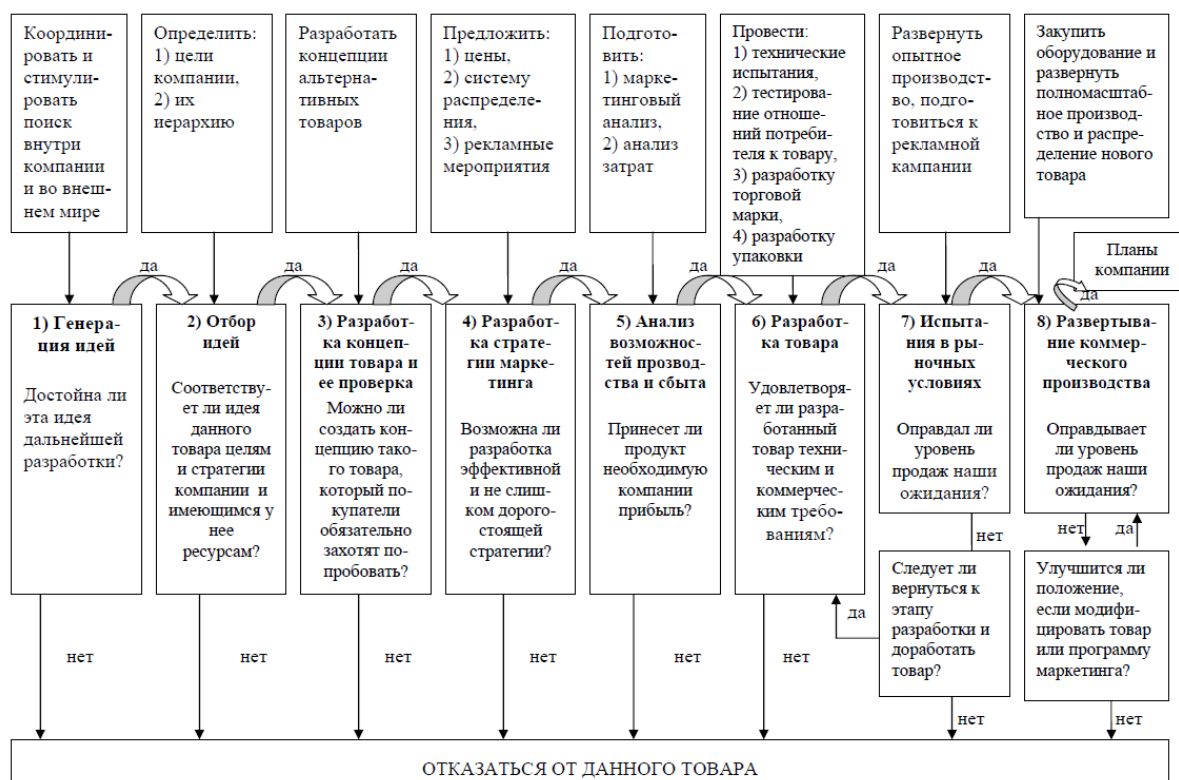 Координи-
ровать и
стимули-
ровать
поиск
внутри
компании
и во внеш-
нем мире
Определить:
1) цели
компании,
2) их
иерархию
Разработать
концепции
альтерна-
тивных
товаров
Предложить:
1) цены,
2) систему
распределе-
ния,
3) рекламные
мероприятия
Подгото-
вить:
1) марке-
тинговый
анализ,
2) анализ
затрат
Провести:
1) технические
испытания,
2) тестирова-
ние отноше-
ний потреби-
теля к товару,
3) разработку
торговой
марки,
4) разработку
упаковки
Развернуть
опытное
производст-
во, подго-
товиться к
рекламной
кампании
Закупить
оборудование и
развернуть
полномасштаб-
ное производ-
ство и распре-
деление нового
товара
Планы
компании
да
да
да
да
да
да
да
да
1) Генера-
ция идей
Достойна ли
эта идея
дальнейшей
разработки?
2) Отбор
идей
Соответству-
ет ли идея
данного
товара целям
и стратегии
компании и
имеющимся у
нее
ресурсам?
3) Разработ-
ка концеп-
ции товара и
ее проверка
Можно ли
создать кон-
цепцию тако-
го товара,
который по-
купатели
обязательно
захотят по-
пробовать?
4) Разработ-
ка страте-
гии марке-
тинга
Возможна ли
разработка
эффективной
и не слиш-
ком дорого-
стоящей
стратегии?
5) Анализ
возможнос-
тей прозвод-
ства и сбыта
Принесет ли
продукт
необходимую
компании
прибыль?
6) Разработ-
ка товара
Удовлетворя-
ет ли разра-
ботанный
товар техни-
ческим и
коммерчес-
ким требо-
ваниям?
7) Испыта-
ния в ры-
ночных
условиях
Оправдал ли
уровень
продаж наши
ожидания?
8) Развертыва-
ние коммер-
ческого
производства
Оправдывает
ли уровень
продаж наши
ожидания?
нет
нет
да
Следует ли
вернуться к
этапу
разработки и
доработать
товар?
Улучшится ли
положение,
если модифи-
цировать товар
или программу
маркетинга?
да
нет
нет
нет
нет
нет
нет
нет
нет
ОТКАЗАТЬСЯ ОТ ДАННОГО ТОВАРА